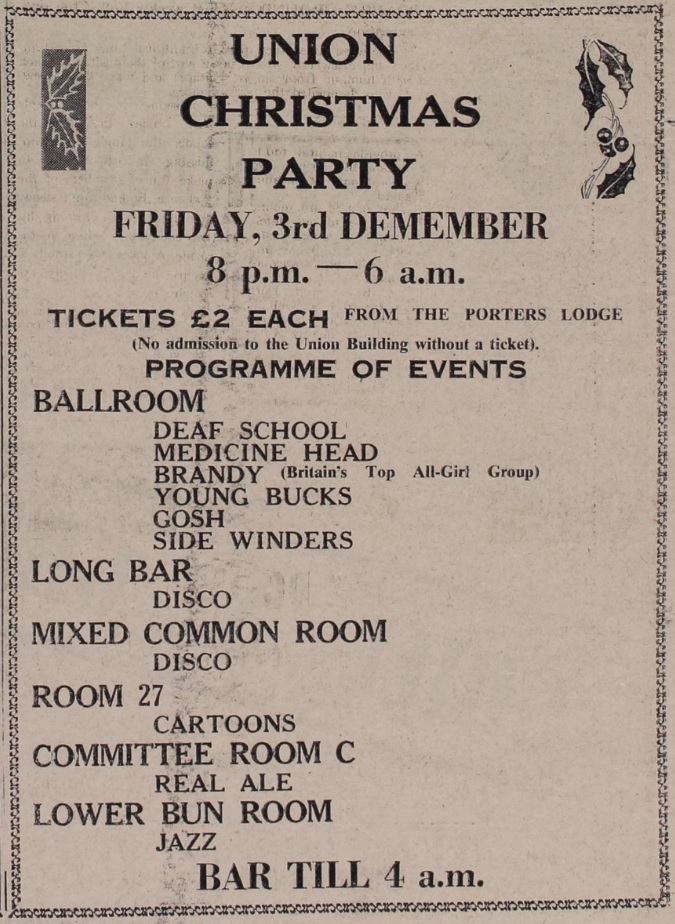 UNION
CHRISTMAS
PARTY
FRIDAY, 3rd DEMEMBER
8 p.m. — 6 a.m.
TICKETS £2 EACH FROM THE PORTERS LODGE
(No admission to the Union Building without a ticket).
PROGRAMME OF EVENTS
BALLROOM
DEAF SCHOOL
MEDICINE HEAD
BRANDY (Britain's Top All-Girl Group)
YOUNG BUCKS
GOSH
SIDE WINDERS
LONG BAR
DISCO
MIXED COMMON ROOM
DISCO
ROOM 27
CARTOONS
COMMITTEE ROOM C
REAL ALE
LOWER BUN ROOM
JAZZ
BAR TILL 4 a.m.